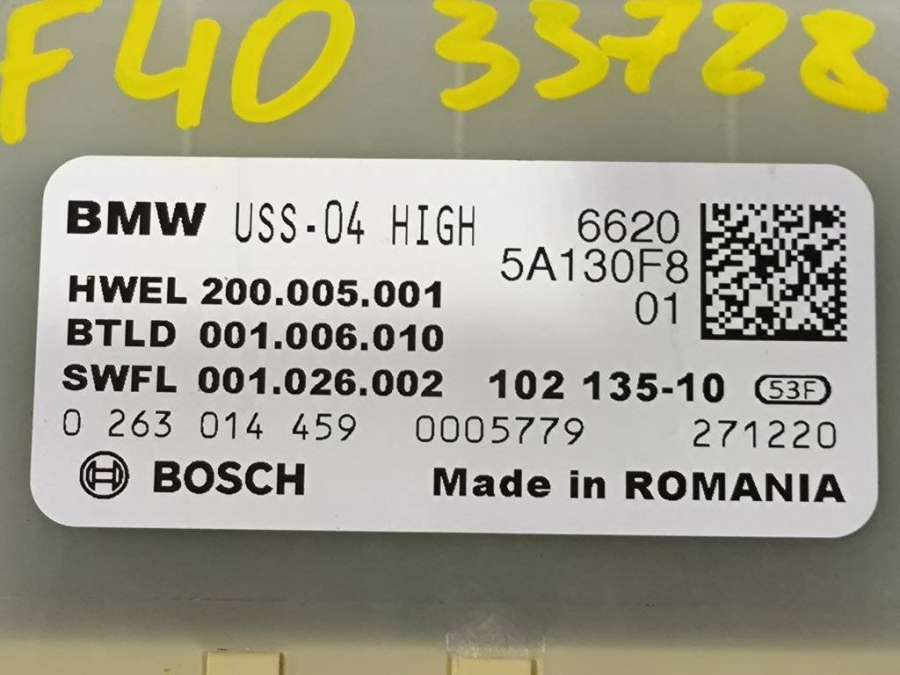 F40 33728
BMW USS-04 HIGH 6620
5A130F8
01
HWEL 200.005.001
BTLD 001.006.010
SWFL 001.026.002 102 135-10 53F
0 263 014 459 0005779 271220
BOSCH Made in ROMANIA